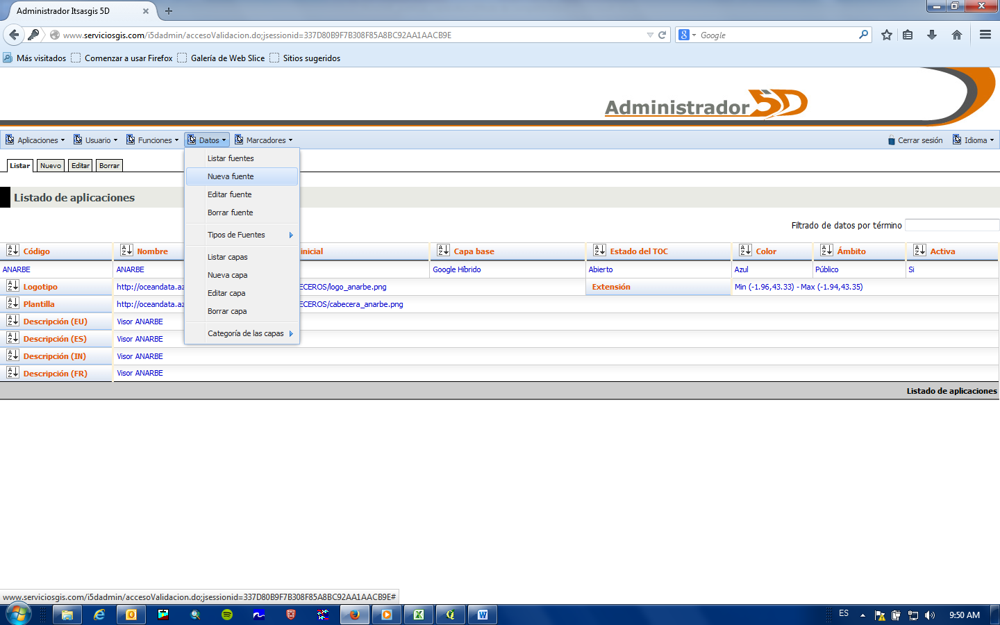 Administrador Itsasgis 5D
www.serviciosgis.com/i5dadmin/accesoValidacion.do;jsessionid=337D80B9F7B308F85A8BC92AA1AACB9E
Google
Más visitados Comenzar a usar Firefox Galería de Web Slice Sitios sugeridos
Administrador 5D
Aplicaciones Usuario Funciones Datos Marcadores Cerrar sesión Idioma
Listar fuentes
Listar Nuevo Editar Borrar
Nueva fuente
Editar fuente
Listado de aplicaciones
Borrar fuente
Filtrado de datos por término
Tipos de Fuentes
Código Nombre inicial Capa base Estado del TOC Color Ámbito Activa
Listar capas
ANARBE ANARBE Google Híbrido Abierto Azul Público Si
Nueva capa
Logotipo http://oceandata.az ECEROS/logo_anarbe.png Extensión Min (-1.96,43.33) - Max (-1.94,43.35)
Editar capa
Plantilla http://oceandata.az ECEROS/cabecera_anarbe.png
Borrar capa
Descripción (EU) Visor ANARBE
Categoría de las capas
Descripción (ES) Visor ANARBE
Descripción (IN) Visor ANARBE
Descripción (FR) Visor ANARBE
Listado de aplicaciones
www.serviciosgis.com/i5dadmin/accesoValidacion.do;jsessionid=337D80B9F7B308F85A8BC92AA1AACB9E#
ES 9:50 AM